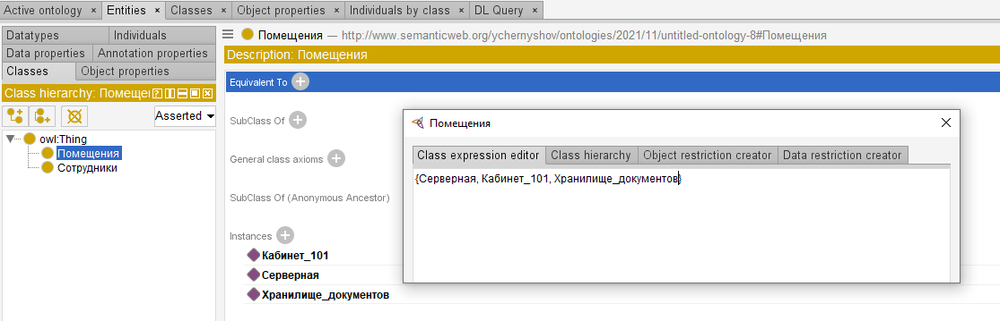 Active ontology × Entities × Classes × Object properties × Individuals by class × DL Query ×
Datatypes Individuals
Data properties Annotation properties
Classes Object properties
Class hierarchy: Помещен
Asserted
owl:Thing
Помещения
Сотрудники
Помещения — http://www.semanticweb.org/ychernyshov/ontologies/2021/11/untitled-ontology-8#Помещения
Description: Помещения
Equivalent To
SubClass Of
General class axioms
SubClass Of (Anonymous Ancestor)
Instances
Кабинет_101
Серверная
Хранилище_документов
Помещения
Class expression editor Class hierarchy Object restriction creator Data restriction creator
{Серверная, Кабинет_101, Хранилище_документов}